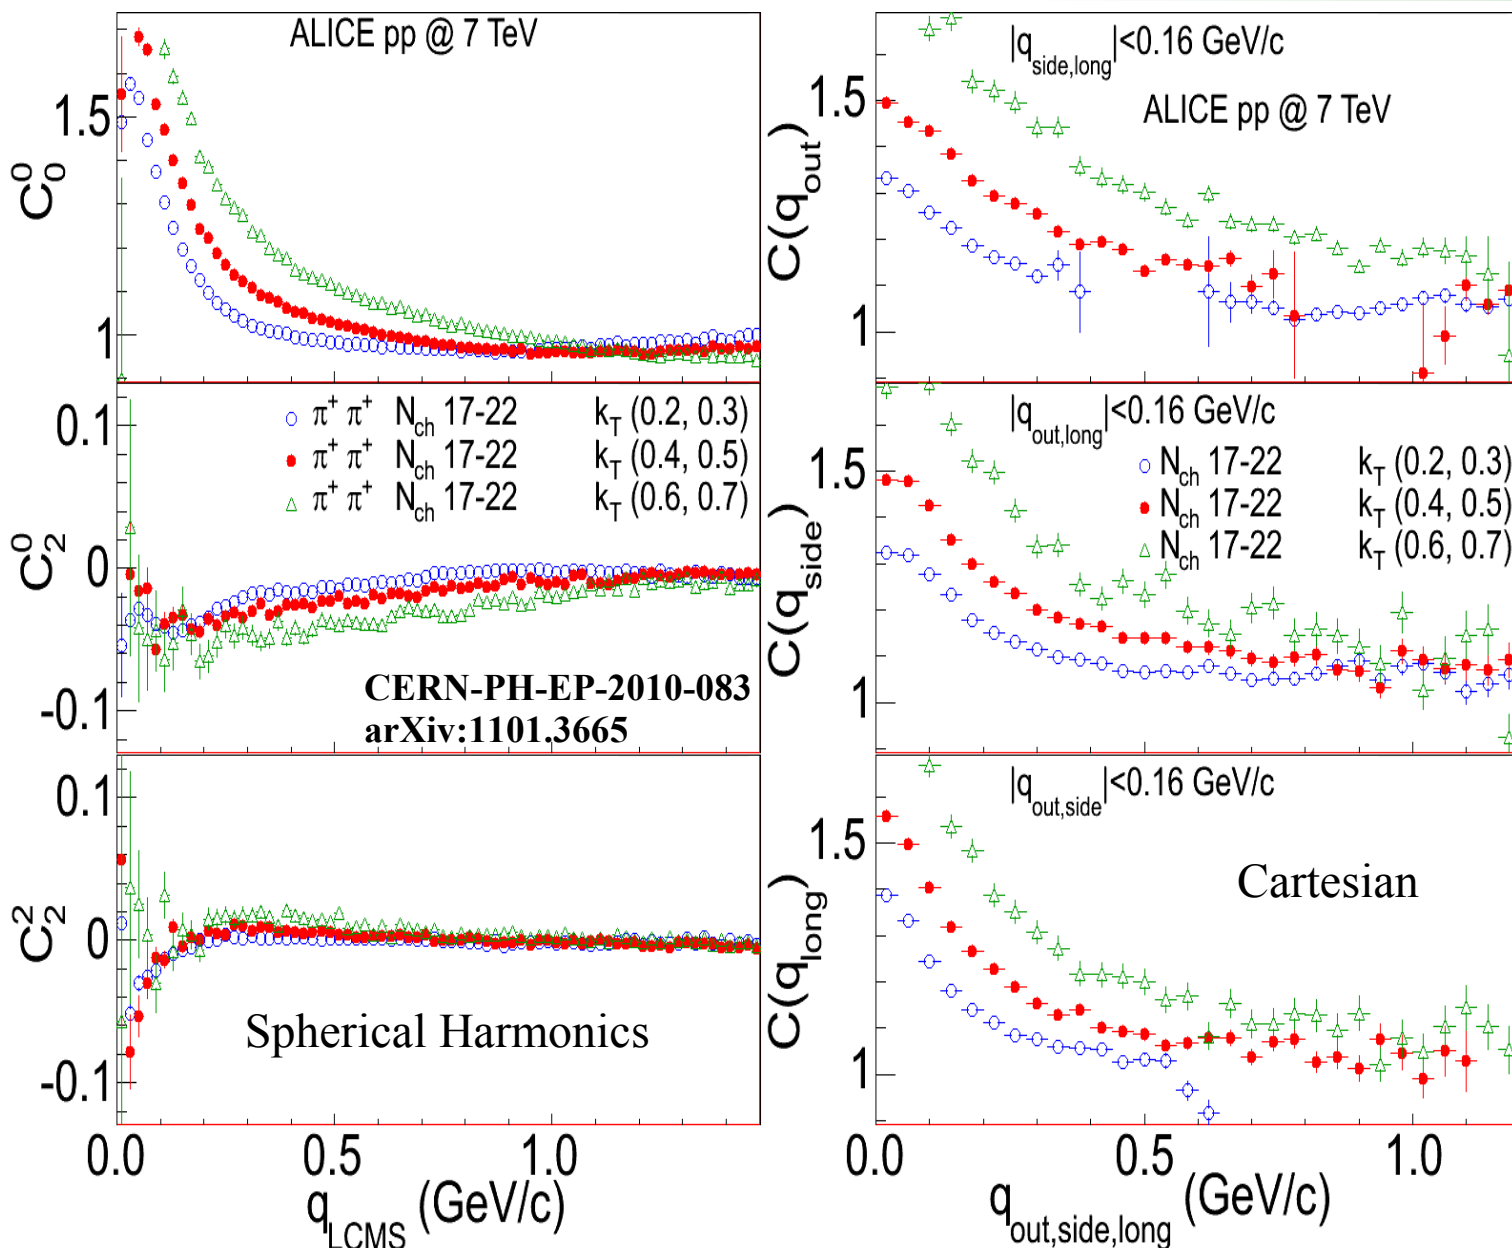 ALICE pp @ 7 TeV
1.5
1
C₀⁰
π⁺ π⁺ N_ch 17-22 k_T (0.2, 0.3)
π⁺ π⁺ N_ch 17-22 k_T (0.4, 0.5)
π⁺ π⁺ N_ch 17-22 k_T (0.6, 0.7)
0.1
0
-0.1
C₂⁰
CERN-PH-EP-2010-083
arXiv:1101.3665
0.1
0
-0.1
C₂²
Spherical Harmonics
0.0 0.5 1.0
q_LCMS (GeV/c)
|q_side,long|<0.16 GeV/c
ALICE pp @ 7 TeV
1.5
1
C(q_out)
|q_out,long|<0.16 GeV/c
N_ch 17-22 k_T (0.2, 0.3)
N_ch 17-22 k_T (0.4, 0.5)
N_ch 17-22 k_T (0.6, 0.7)
1.5
1
C(q_side)
|q_out,side|<0.16 GeV/c
Cartesian
1.5
1
C(q_long)
0.0 0.5 1.0
q_out,side,long (GeV/c)